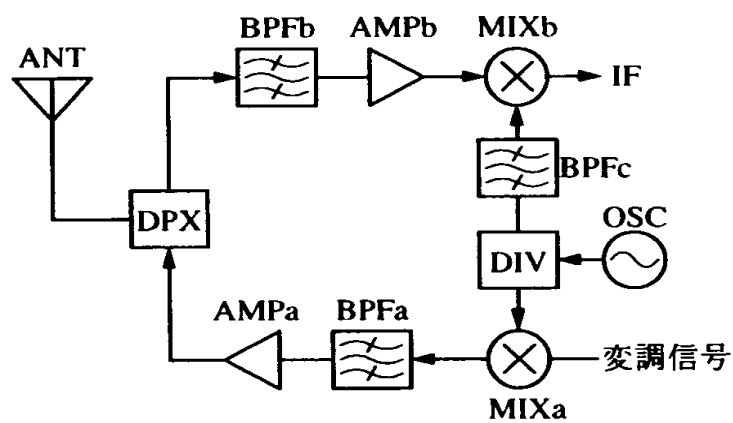 BPFb
AMPb
MIXb
ANT
IF
BPFc
DPX
OSC
DIV
AMPa
BPFa
変調信号
MIXa